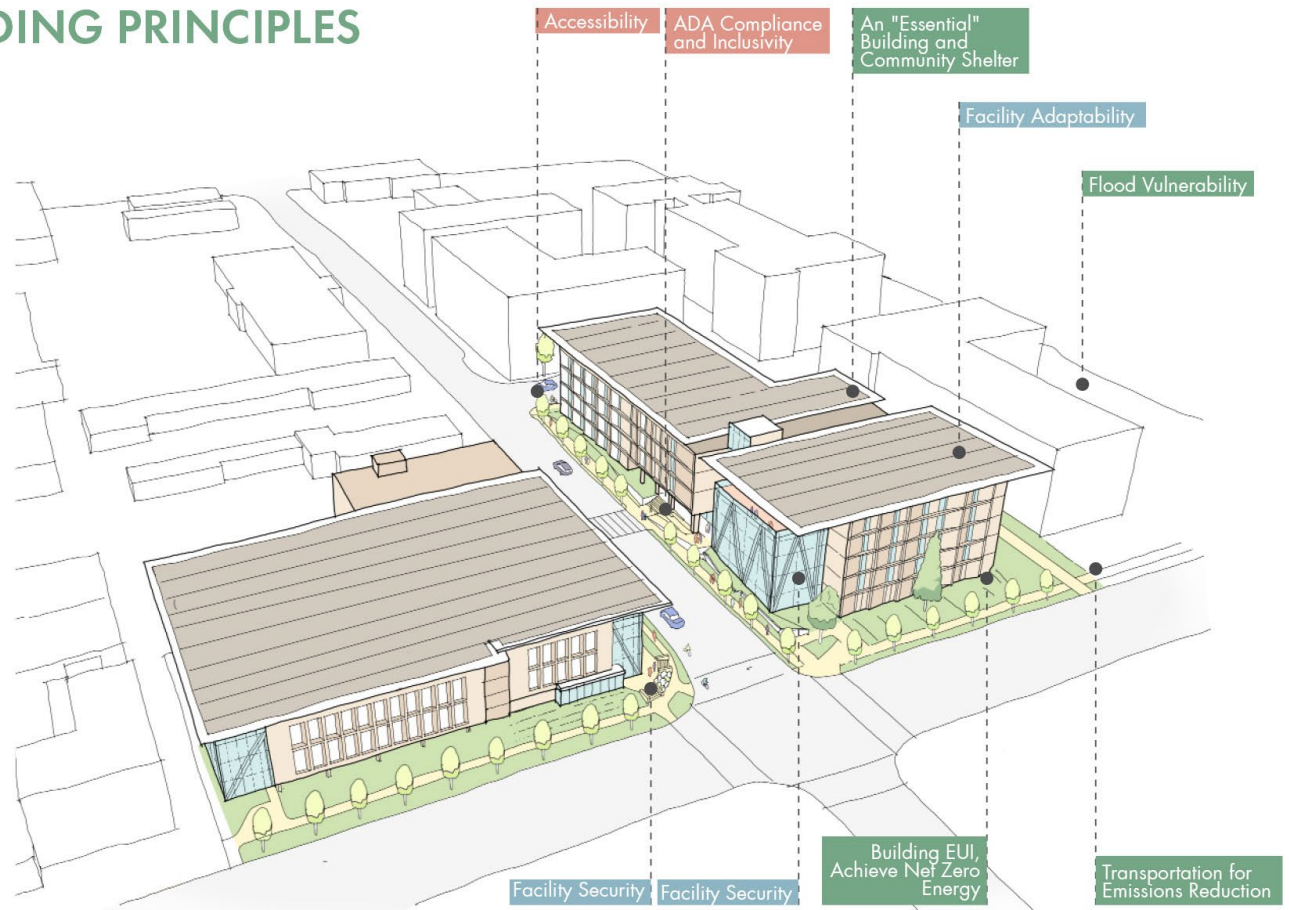 DING PRINCIPLES
Accessibility
ADA Compliance
and Inclusivity
An "Essential"
Building and
Community Shelter
Facility Adaptability
Flood Vulnerability
Facility Security
Facility Security
Building EUI,
Achieve Net Zero
Energy
Transportation for
Emissions Reduction